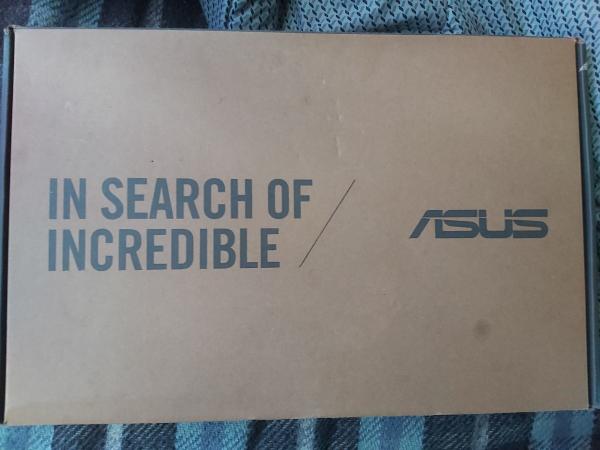 IN SEARCH OF
INCREDIBLE
ASUS